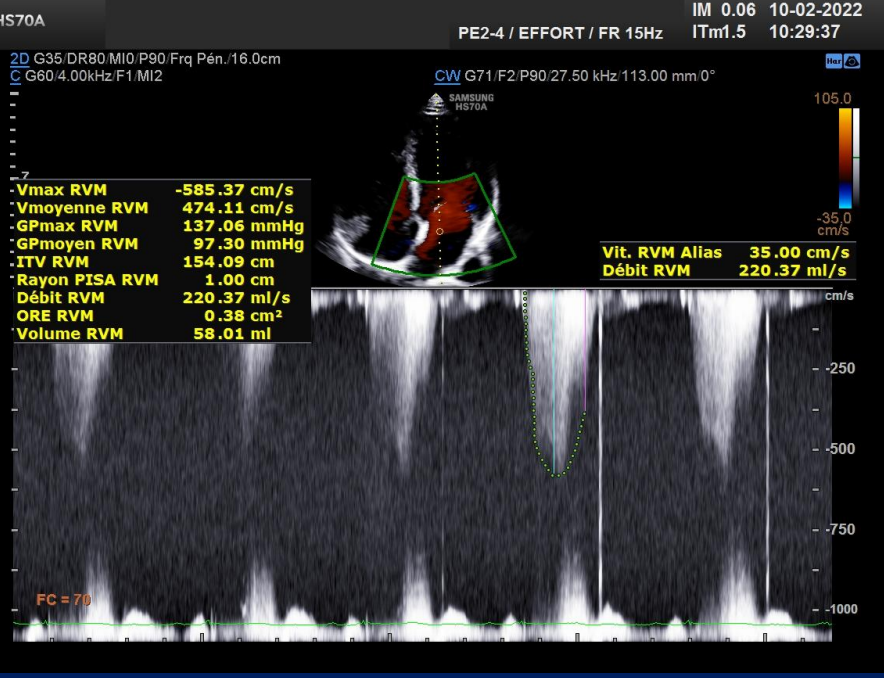 HS70A
IM 0.06 10-02-2022
PE2-4 / EFFORT / FR 15Hz ITm1.5 10:29:37
2D G35/DR80/MI0/P90/Frq Pén./16.0cm
C G60/4.00kHz/F1/MI2
CW G71/F2/P90/27.50 kHz/113.00 mm/0°
Har
SAMSUNG
HS70A
105.0
-35.0
cm/s
7
Vmax RVM -585.37 cm/s
Vmoyenne RVM 474.11 cm/s
GPmax RVM 137.06 mmHg
GPmoyen RVM 97.30 mmHg
ITV RVM 154.09 cm
Rayon PISA RVM 1.00 cm
Débit RVM 220.37 ml/s
ORE RVM 0.38 cm²
Volume RVM 58.01 ml
Vit. RVM Alias 35.00 cm/s
Débit RVM 220.37 ml/s
cm/s
-250
-500
-750
-1000
FC = 70